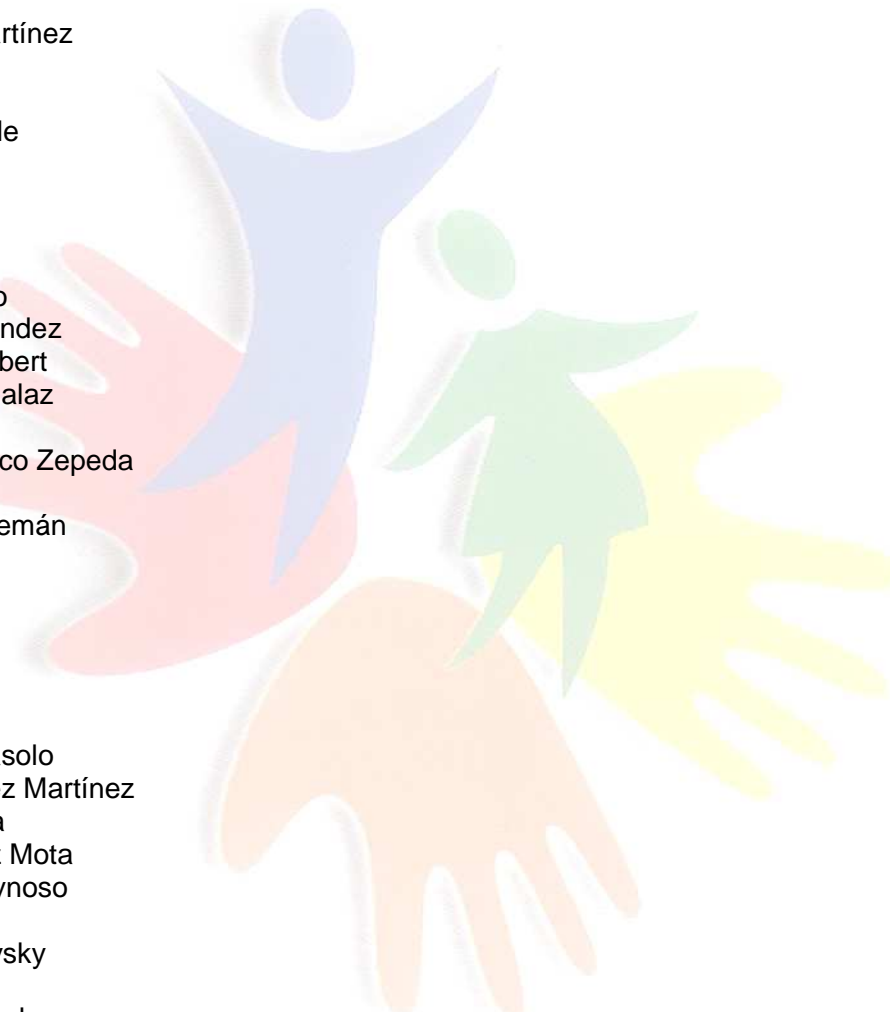 rtínez
le
o
ndez
bert
alaz
co Zepeda
emán
solo
z Martínez
a
z Mota
ynoso
vsky